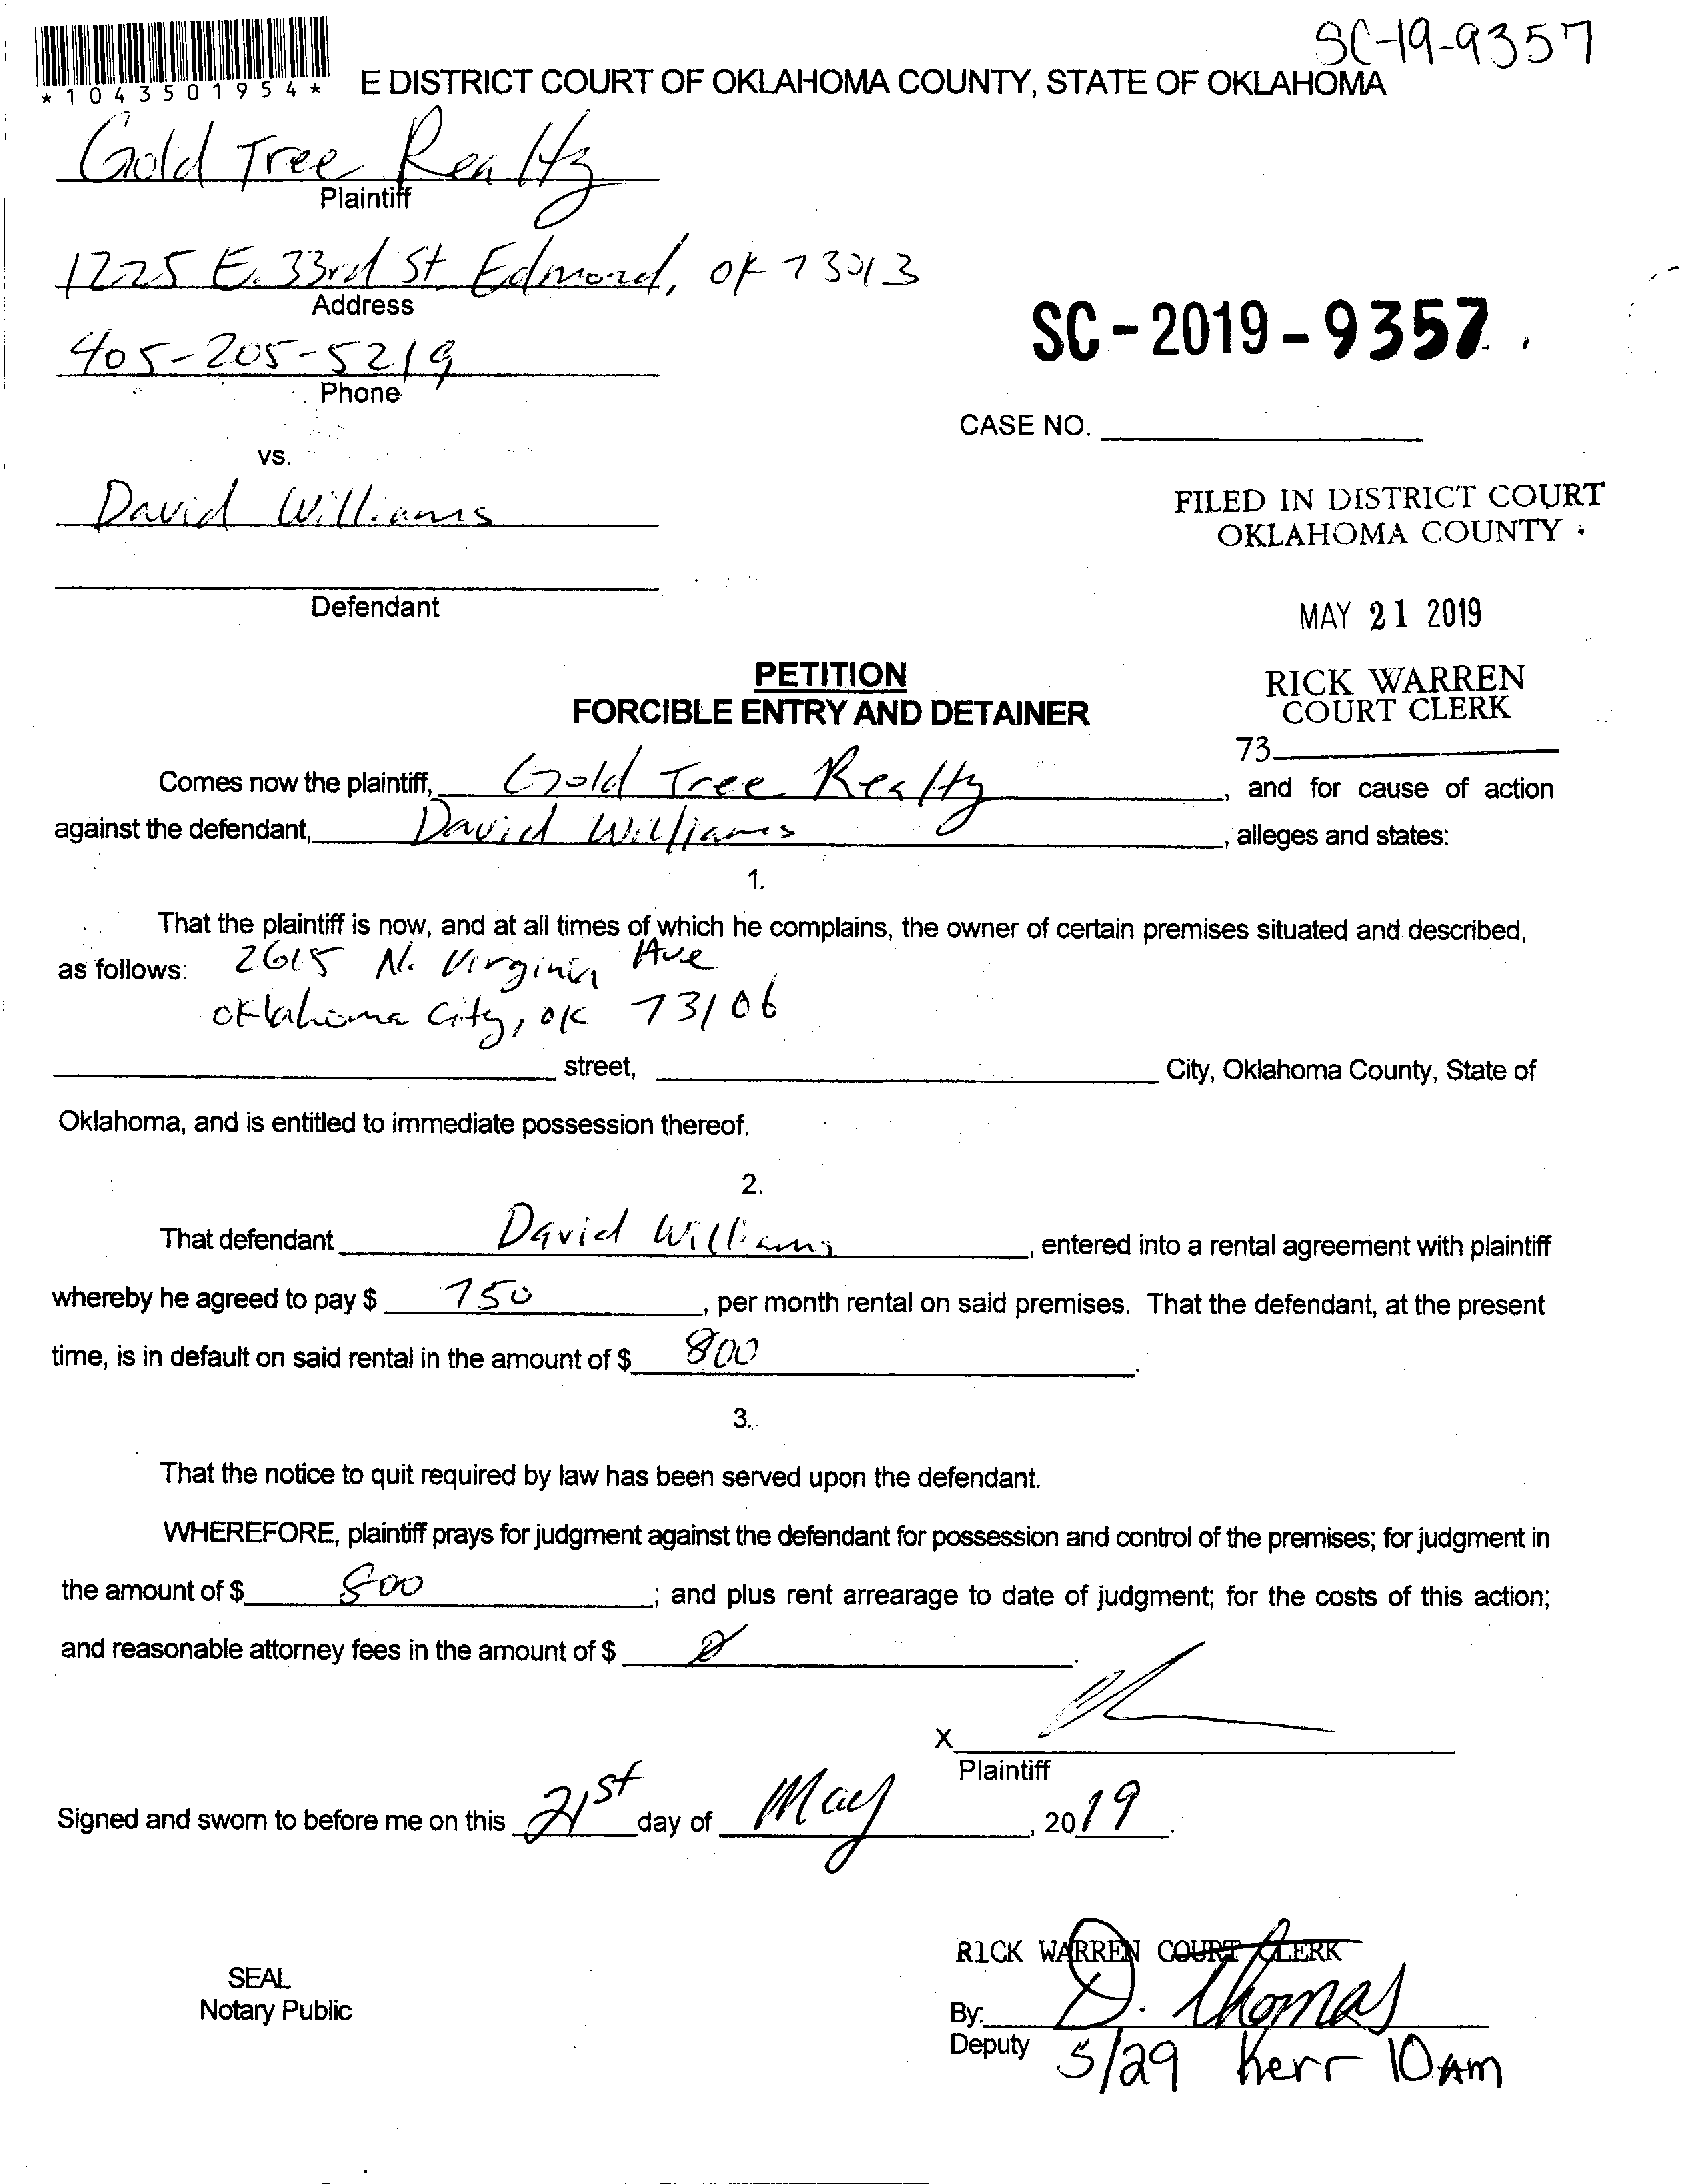 SC-19-9357
*1043501954*
E DISTRICT COURT OF OKLAHOMA COUNTY, STATE OF OKLAHOMA
Gold Tree Realty
Plaintiff
1225 E. 33rd St Edmond, OK 73013
Address
405-205-5219
Phone
SC-2019-9357
CASE NO.
vs.
David Williams
FILED IN DISTRICT COURT
OKLAHOMA COUNTY
Defendant
MAY 21 2019
PETITION
FORCIBLE ENTRY AND DETAINER
RICK WARREN
COURT CLERK
73
Comes now the plaintiff, Gold Tree Realty, and for cause of action
against the defendant, David Williams, alleges and states:
1.
That the plaintiff is now, and at all times of which he complains, the owner of certain premises situated and described,
as follows: 2615 N. Virginia Ave
Oklahoma City, OK 73106
street, City, Oklahoma County, State of
Oklahoma, and is entitled to immediate possession thereof.
2.
That defendant David Williams, entered into a rental agreement with plaintiff
whereby he agreed to pay $ 750, per month rental on said premises. That the defendant, at the present
time, is in default on said rental in the amount of $ 800.
3.
That the notice to quit required by law has been served upon the defendant.
WHEREFORE, plaintiff prays for judgment against the defendant for possession and control of the premises; for judgment in
the amount of $ 800; and plus rent arrearage to date of judgment; for the costs of this action;
and reasonable attorney fees in the amount of $ 0.
X
Plaintiff
Signed and sworn to before me on this 21st day of May, 2019.
RICK WARREN COURT CLERK
SEAL
Notary Public
By: D. Thomas
Deputy
5/29 Kerr 10AM